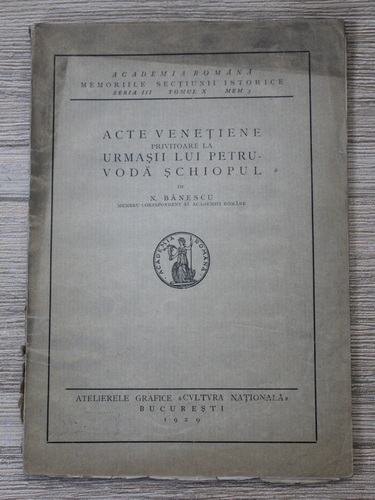 ACADEMIA ROMÂNĂ
MEMORIILE SECȚIUNII ISTORICE
SERIA III TOMUL X MEM 3
ACTE VENEȚIENE
PRIVITOARE LA
URMAȘII LUI PETRU-
VODĂ ȘCHIOPUL
DE
N. BĂNESCU
MEMBRU CORESPONDENT AL ACADEMIEI ROMÂNE
ACADEMIA ROMANA
ATELIERELE GRAFICE «CVLTVRA NAȚIONALĂ»
BUCUREȘTI
1929